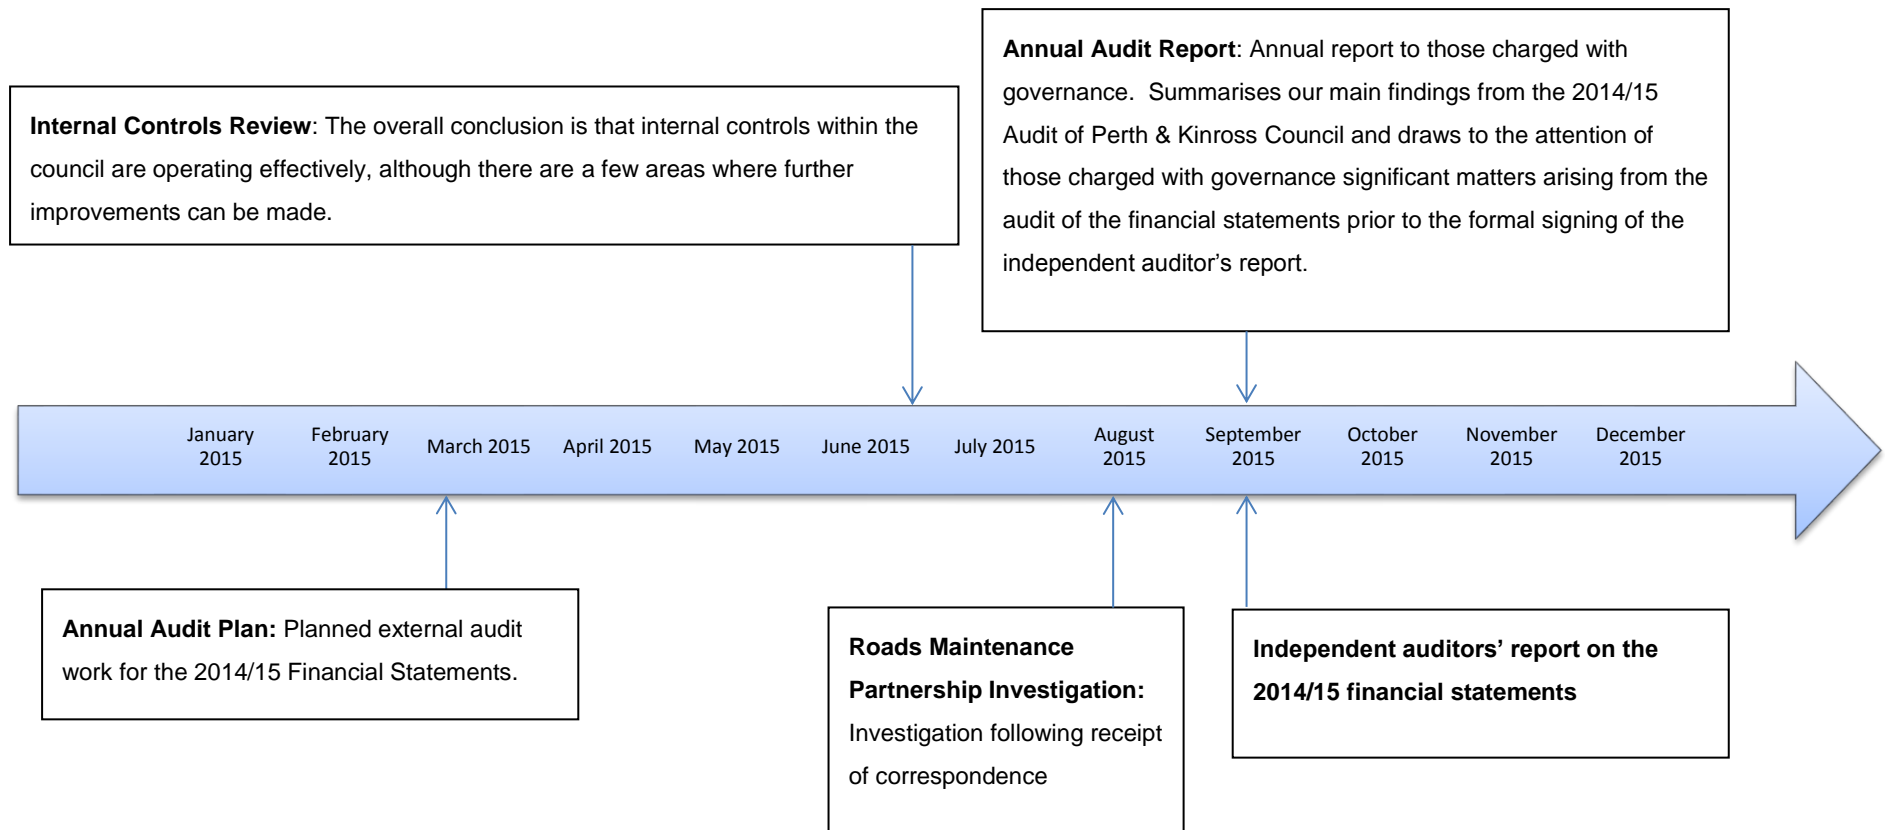 Annual Audit Report: Annual report to those charged with
governance.  Summarises our main findings from the 2014/15
Audit of Perth & Kinross Council and draws to the attention of
those charged with governance significant matters arising from the
audit of the financial statements prior to the formal signing of the
independent auditor’s report.
Internal Controls Review: The overall conclusion is that internal controls within the
council are operating effectively, although there are a few areas where further
improvements can be made.
January
2015
February
2015
March 2015
April 2015
May 2015
June 2015
July 2015
August
2015
September
2015
October
2015
November
2015
December
2015
Annual Audit Plan: Planned external audit
work for the 2014/15 Financial Statements.
Roads Maintenance
Partnership Investigation:
Investigation following receipt
of correspondence
Independent auditors’ report on the
2014/15 financial statements